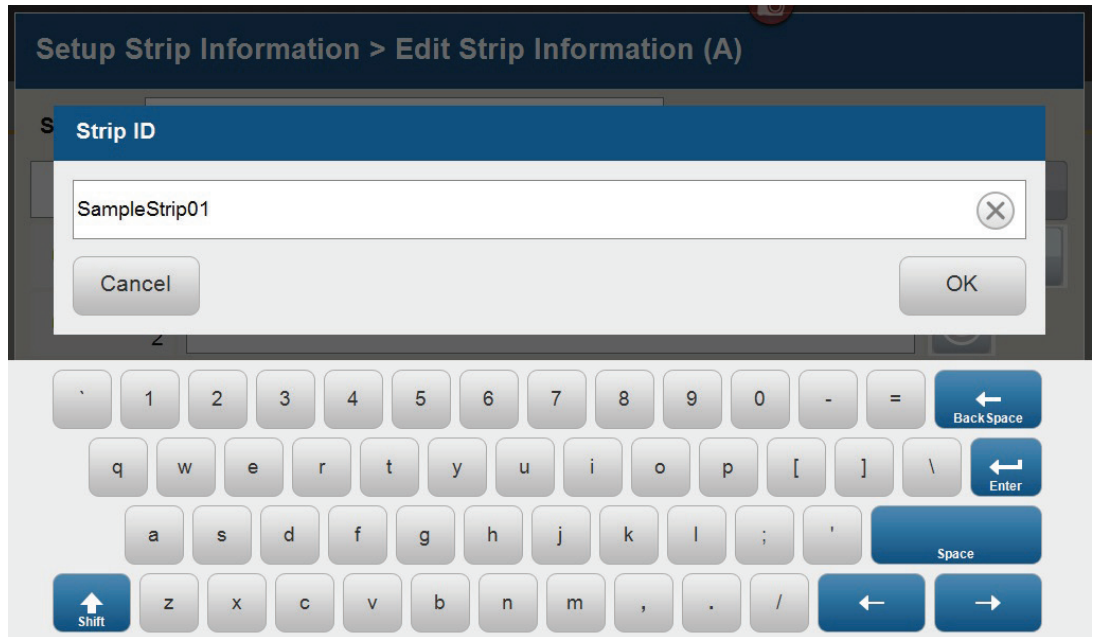 Setup Strip Information > Edit Strip Information (A)
S
Strip ID
SampleStrip01
Cancel OK
2
` 1 2 3 4 5 6 7 8 9 0 - = BackSpace
q w e r t y u i o p [ ] \ Enter
a s d f g h j k l ; ' Space
Shift z x c v b n m , . /